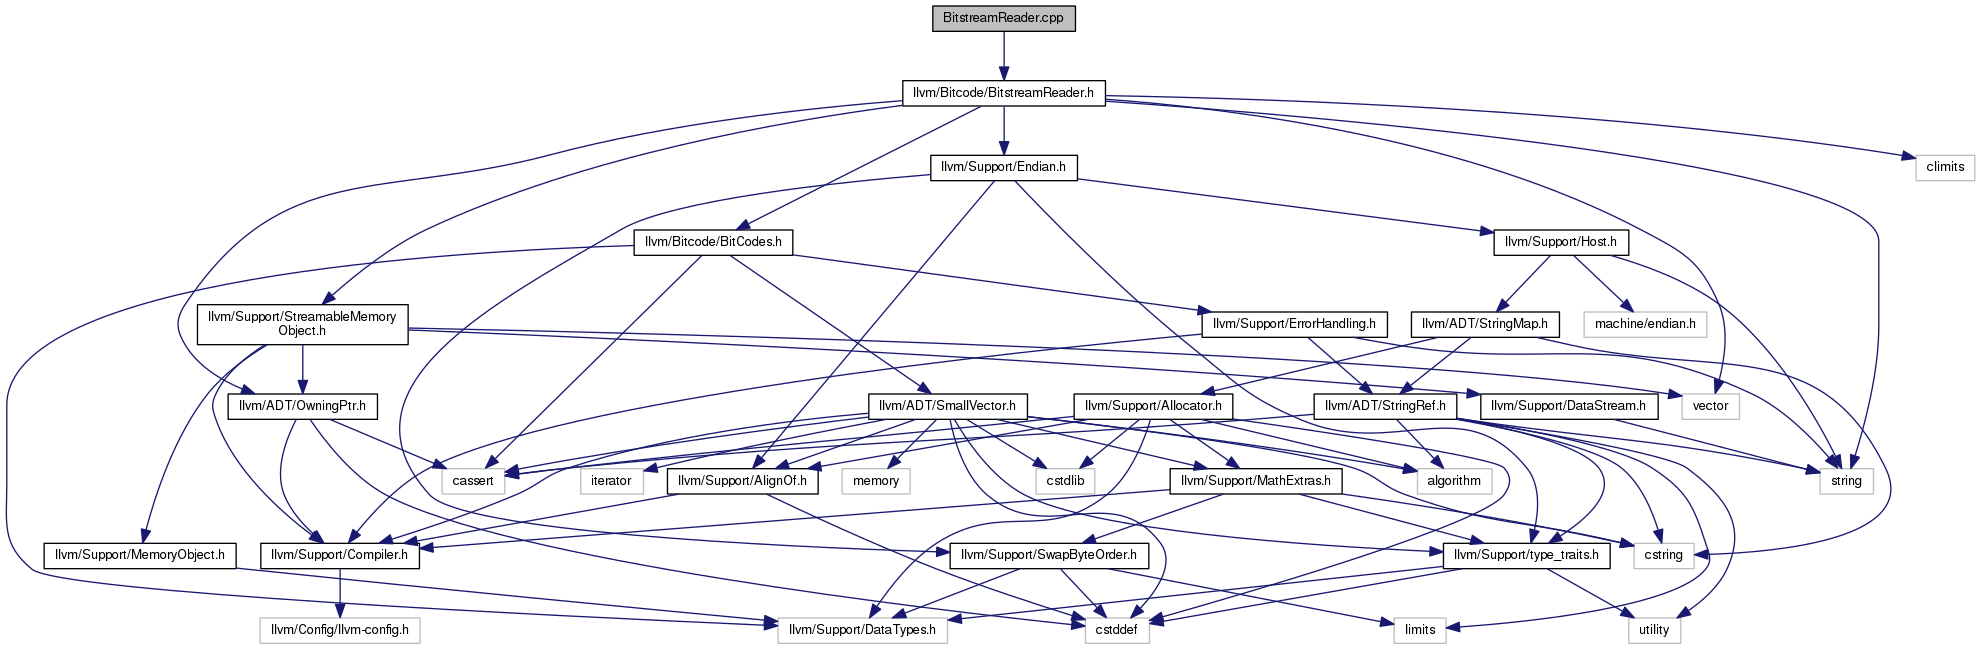 BitstreamReader.cpp
llvm/Bitcode/BitstreamReader.h
llvm/Support/Endian.h
climits
llvm/Bitcode/BitCodes.h
llvm/Support/Host.h
llvm/Support/StreamableMemory
Object.h
llvm/Support/ErrorHandling.h
llvm/ADT/StringMap.h
machine/endian.h
llvm/ADT/OwningPtr.h
llvm/ADT/SmallVector.h
llvm/Support/Allocator.h
llvm/ADT/StringRef.h
llvm/Support/DataStream.h
vector
cassert
iterator
llvm/Support/AlignOf.h
memory
cstdlib
llvm/Support/MathExtras.h
algorithm
string
llvm/Support/MemoryObject.h
llvm/Support/Compiler.h
llvm/Support/SwapByteOrder.h
llvm/Support/type_traits.h
cstring
llvm/Config/llvm-config.h
llvm/Support/DataTypes.h
cstddef
limits
utility